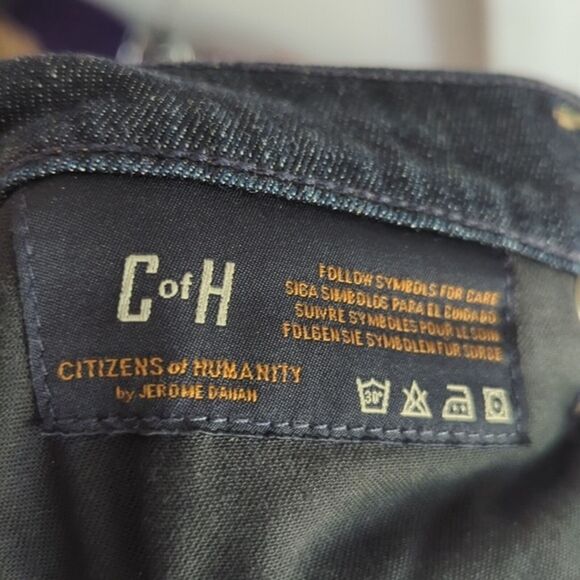 C of H
CITIZENS of HUMANITY
by JEROME DAHAN
FOLLOW SYMBOLS FOR CARE
SIGA SIMBOLOS PARA EL CUIDADO
SUIVRE SYMBOLES POUR LE SOIN
FOLGEN SIE SYMBOLEN FUR SORGE
30°